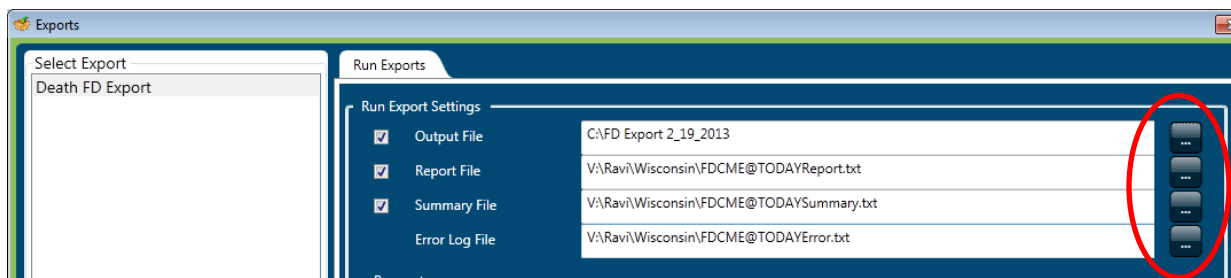 Exports
Select Export
Death FD Export
Run Exports
Run Export Settings
Output File C:\FD Export 2_19_2013 ...
Report File V:\Ravi\Wisconsin\FDCME@TODAYReport.txt ...
Summary File V:\Ravi\Wisconsin\FDCME@TODAYSummary.txt ...
Error Log File V:\Ravi\Wisconsin\FDCME@TODAYError.txt ...